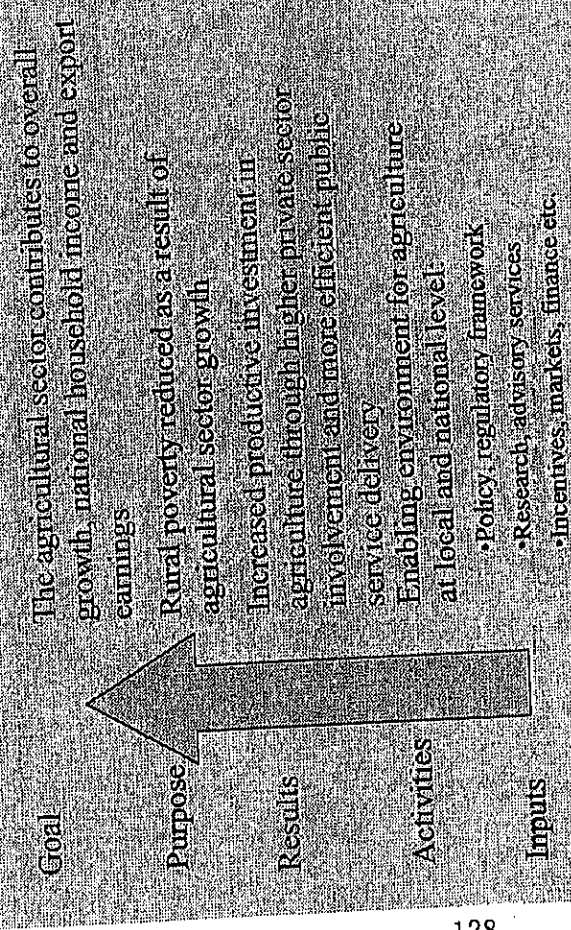 Goal
The agricultural sector contributes to overall
growth, national household income and export
earnings
Purpose
Rural poverty reduced as a result of
agricultural sector growth
Results
Increased productive investment in
agriculture through higher private sector
involvement and more efficient public
service delivery
Activities
Enabling environment for agriculture
at local and national level:
Inputs
•Policy, regulatory framework
•Research, advisory services
•Incentives, markets, finance etc.
128